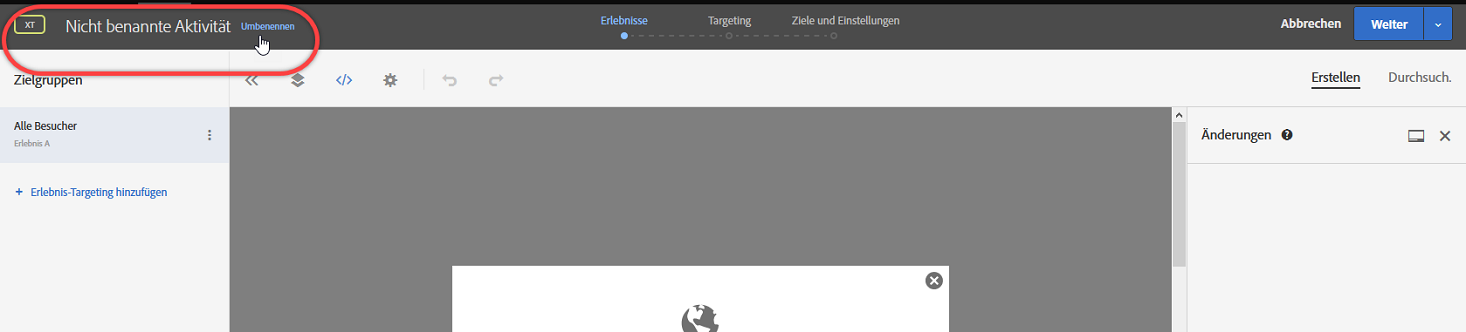 XT Nicht benannte Aktivität Umbenennen
Erlebnisse Targeting Ziele und Einstellungen
Abbrechen Weiter
Zielgruppen
Erstellen Durchsuch.
Alle Besucher
Erlebnis A
+ Erlebnis-Targeting hinzufügen
Änderungen ?